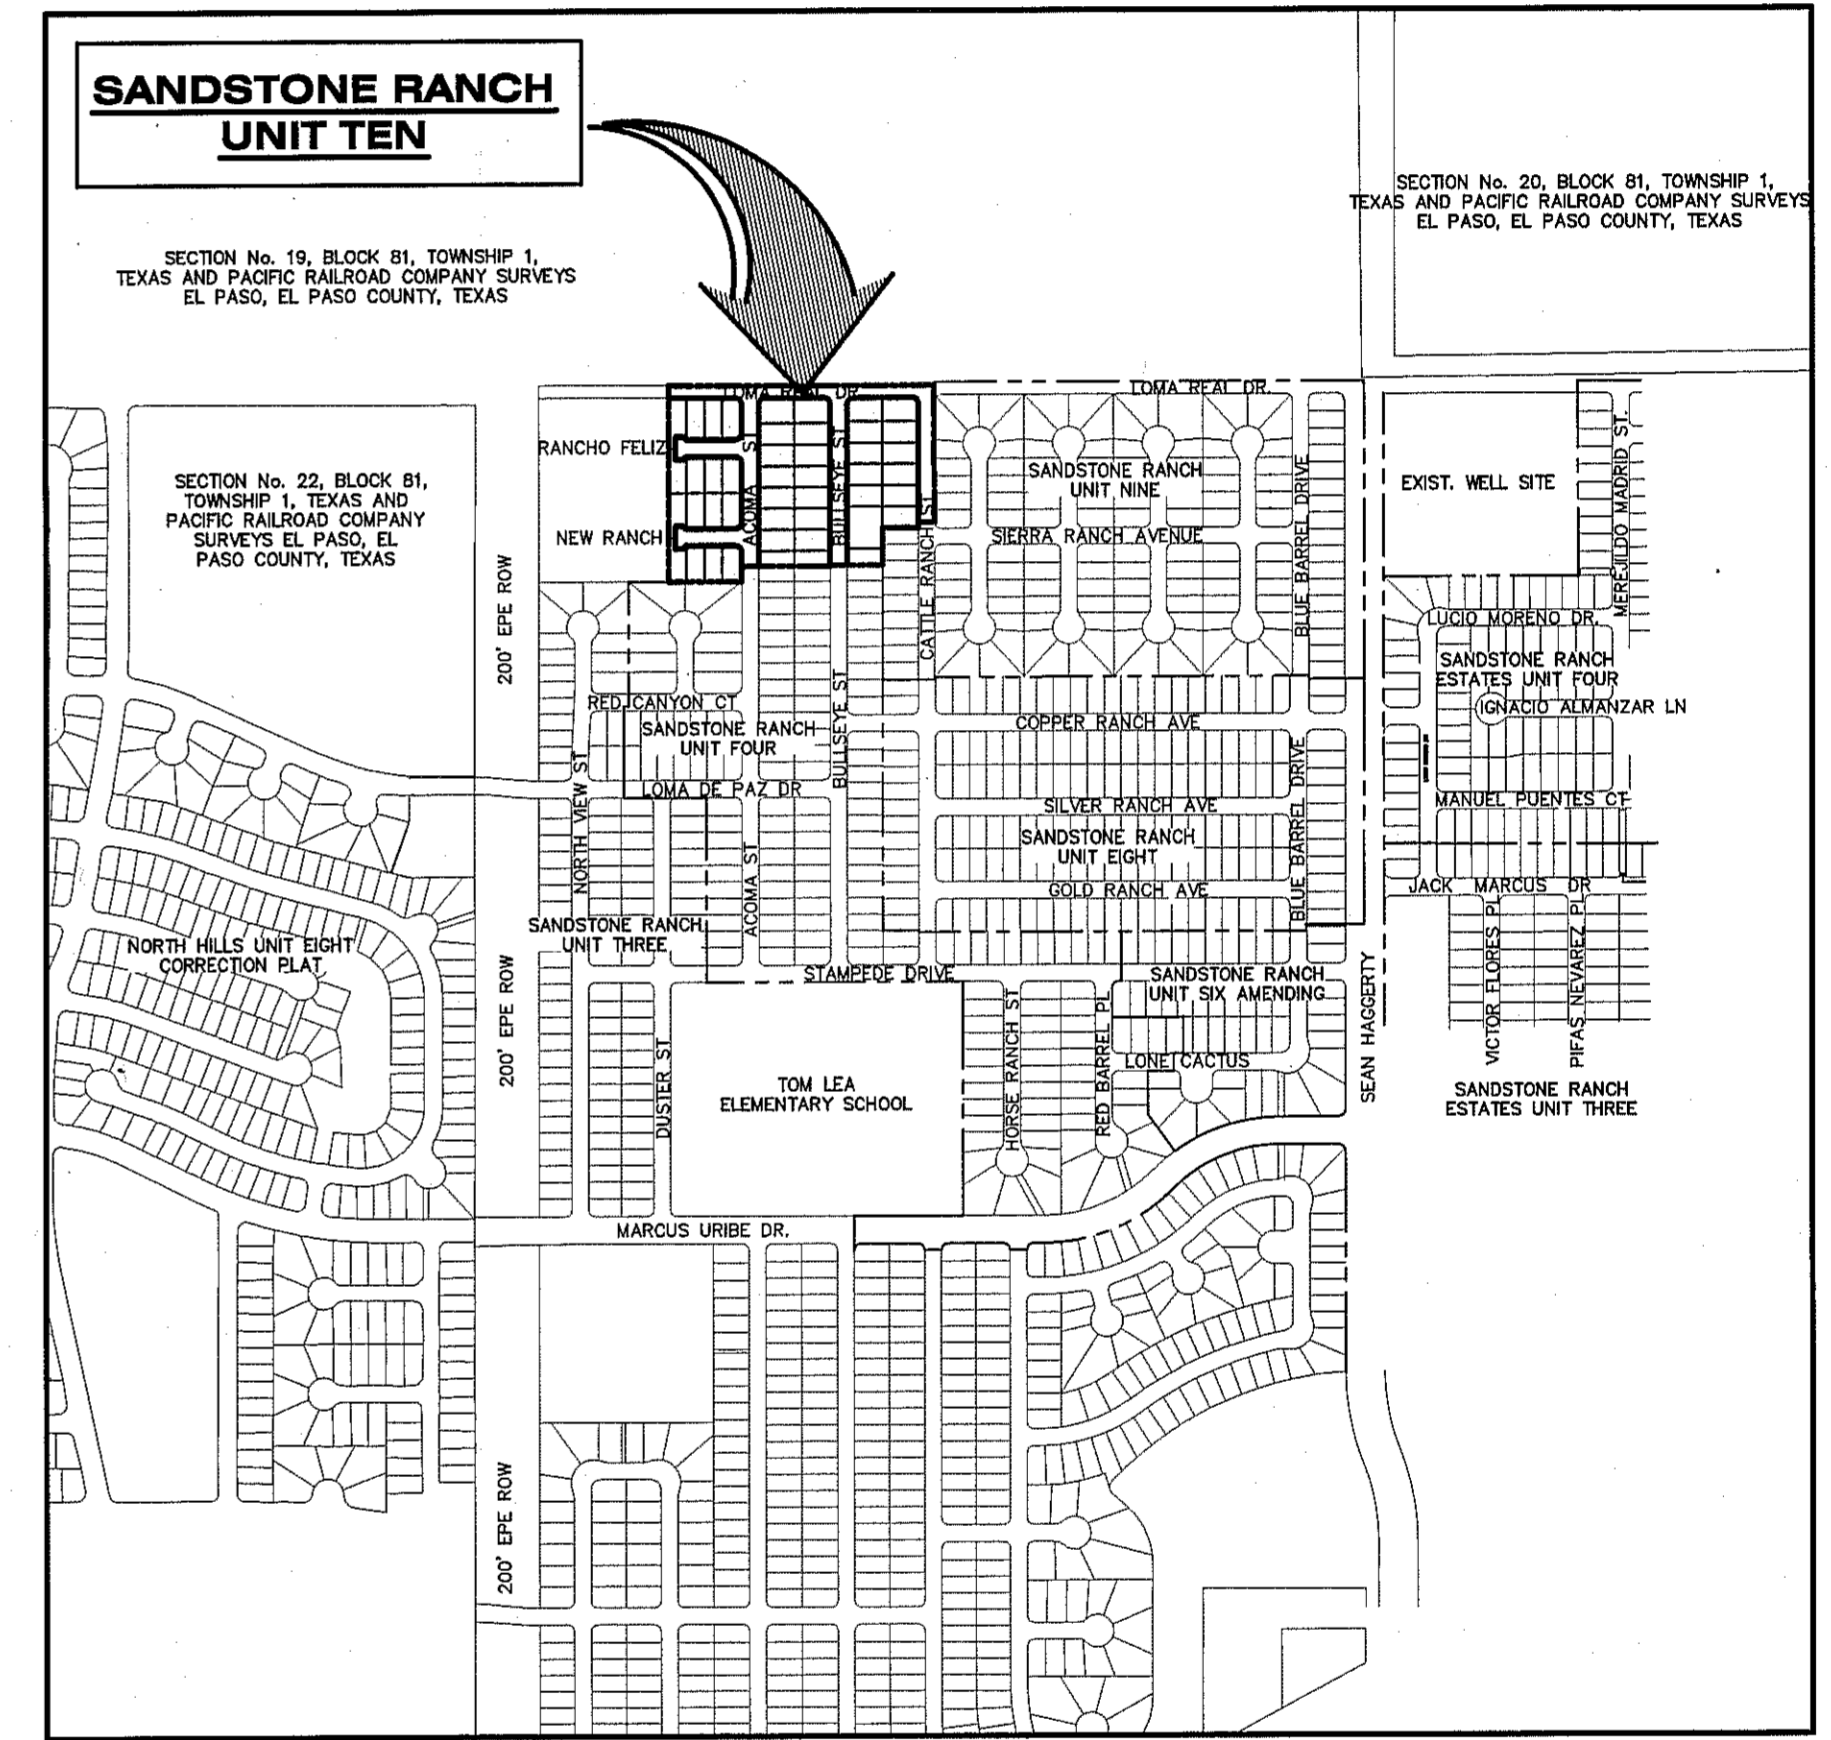 SANDSTONE RANCH
UNIT TEN
SECTION No. 20, BLOCK 81, TOWNSHIP 1,
TEXAS AND PACIFIC RAILROAD COMPANY SURVEYS
EL PASO, EL PASO COUNTY, TEXAS
SECTION No. 19, BLOCK 81, TOWNSHIP 1,
TEXAS AND PACIFIC RAILROAD COMPANY SURVEYS
EL PASO, EL PASO COUNTY, TEXAS
LOMA REAL DR.
LOMA REAL DR.
RANCHO FELIZ
NEW RANCH
ACOMA ST
BULLSEYE ST
CATTLE RANCH ST
SANDSTONE RANCH
UNIT NINE
SIERRA RANCH AVENUE
BLUE BARREL DRIVE
EXIST. WELL SITE
MEREJILDO MADRID ST.
SECTION No. 22, BLOCK 81,
TOWNSHIP 1, TEXAS AND
PACIFIC RAILROAD COMPANY
SURVEYS EL PASO, EL
PASO COUNTY, TEXAS
200' EPE ROW
LUCIO MORENO DR.
SANDSTONE RANCH
ESTATES UNIT FOUR
IGNACIO ALMANZAR LN
RED CANYON CT
SANDSTONE RANCH
UNIT FOUR
BULLSEYE ST
COPPER RANCH AVE
NORTH VIEW ST
LOMA DE PAZ DR
SILVER RANCH AVE
SANDSTONE RANCH
UNIT EIGHT
GOLD RANCH AVE
BLUE BARREL DRIVE
MANUEL PUENTES CT
JACK MARCUS DR
ACOMA ST
SANDSTONE RANCH
UNIT THREE
NORTH HILLS UNIT EIGHT
CORRECTION PLAT
200' EPE ROW
STAMPEDE DRIVE
SANDSTONE RANCH
UNIT SIX AMENDING
VICTOR FLORES PL
PIFAS NEVAREZ PL
SEAN HAGGERTY
HORSE RANCH ST
RED BARREL PL
LONE CACTUS
DUSTER ST
TOM LEA
ELEMENTARY SCHOOL
SANDSTONE RANCH
ESTATES UNIT THREE
MARCUS URIBE DR.
200' EPE ROW